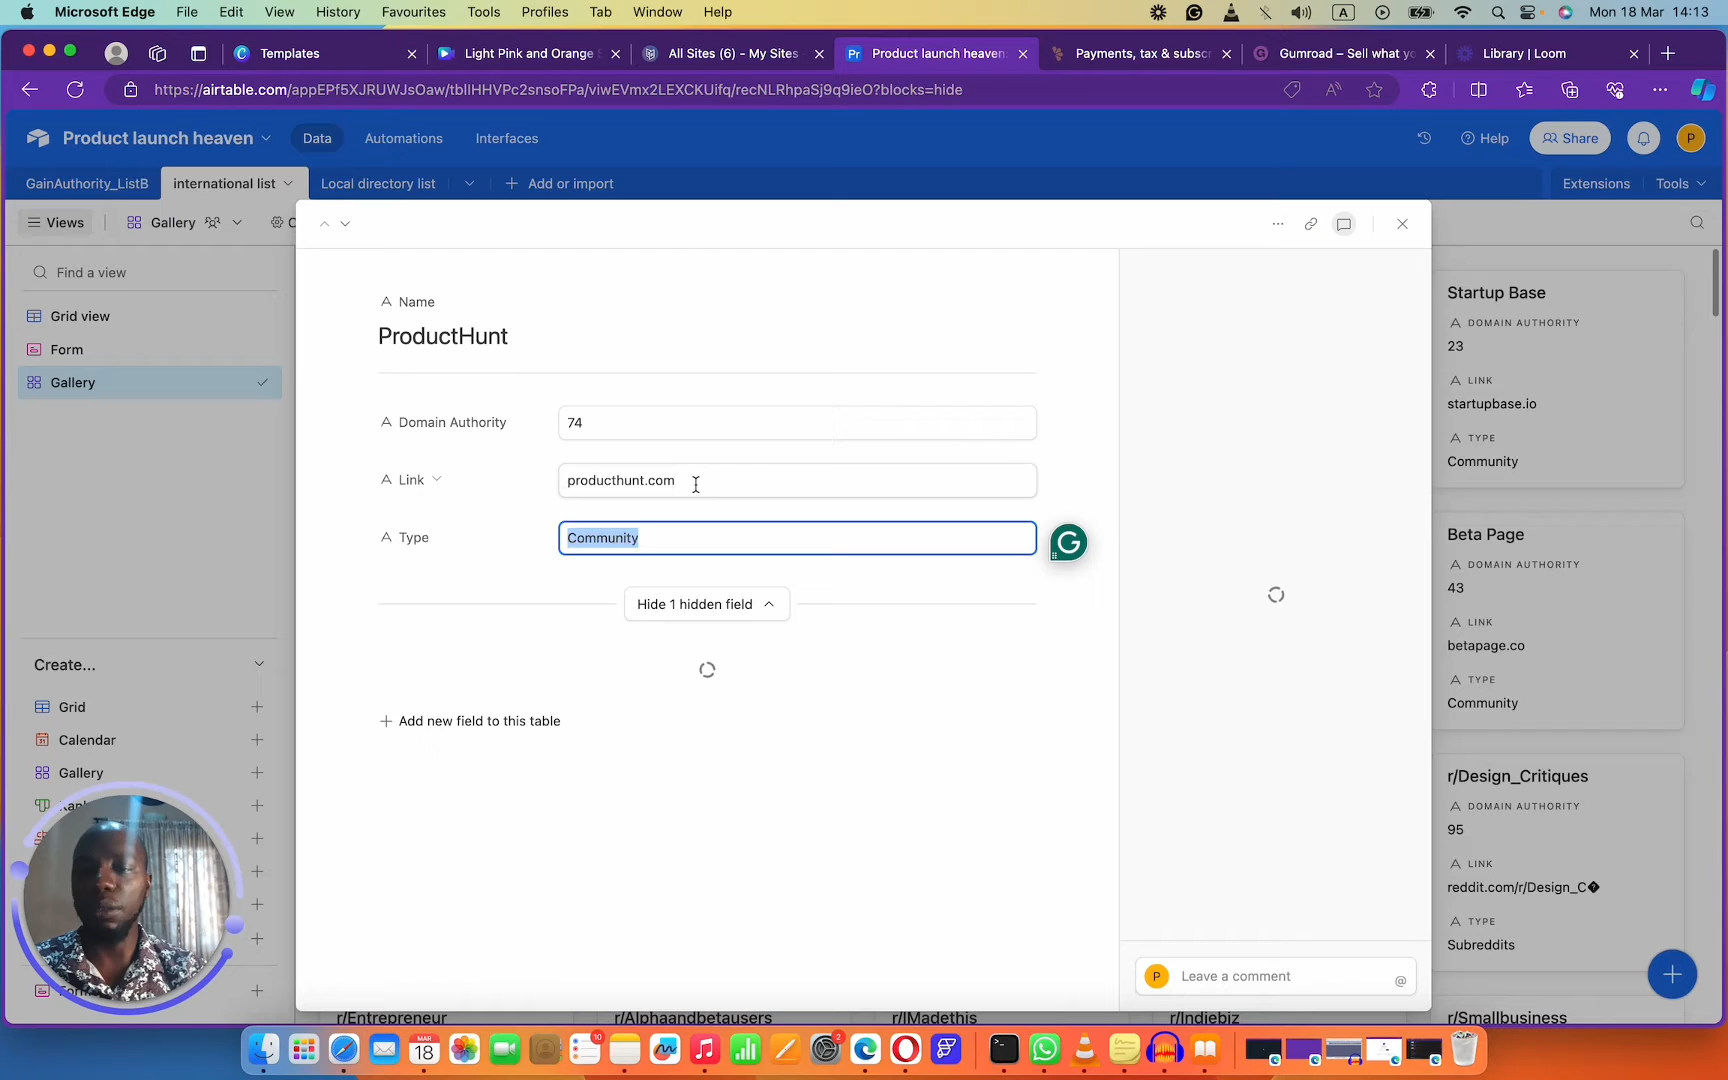 Microsoft Edge File Edit View History Favourites Tools Profiles Tab Window Help
A
Mon 18 Mar 14:13
Templates
Light Pink and Orange
All Sites (6) - My Sites
Pr Product launch heaven
Payments, tax & subsc
Gumroad – Sell what yo
Library | Loom
https://airtable.com/appEPf5XJRUWJsOaw/tblIHHVPc2snsoFPa/viwEVmx2LEXCKUifq/recNLRhpaSj9q9ieO?blocks=hide
Product launch heaven
Data
Automations
Interfaces
Help
Share
P
GainAuthority_ListB
international list
Local directory list
Add or import
Extensions
Tools
Views
Gallery
Find a view
Grid view
Form
Gallery
Create...
Grid
Calendar
Gallery
Name
ProductHunt
Domain Authority
74
Link
producthunt.com
Type
Community
Hide 1 hidden field
Add new field to this table
P
Leave a comment
@
Startup Base
DOMAIN AUTHORITY
23
LINK
startupbase.io
TYPE
Community
Beta Page
DOMAIN AUTHORITY
43
LINK
betapage.co
TYPE
Community
r/Design_Critiques
DOMAIN AUTHORITY
95
LINK
reddit.com/r/Design_C�
TYPE
Subreddits
r/Entrepreneur
r/Alphaandbetausers
r/IMadethis
r/Indiebiz
r/Smallbusiness
MAR
18
10
2